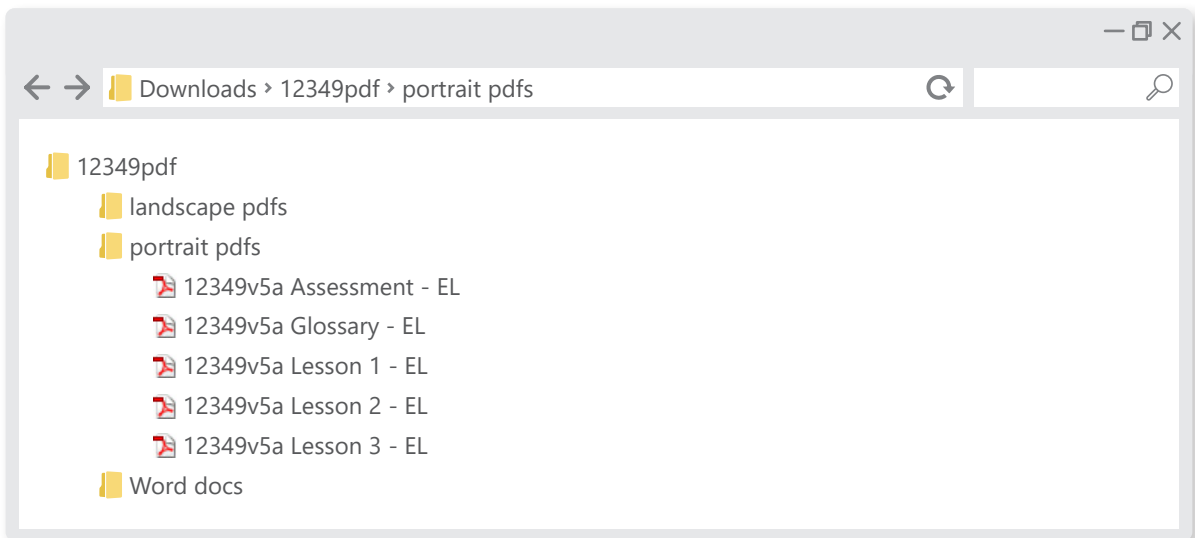 Downloads › 12349pdf › portrait pdfs
12349pdf
landscape pdfs
portrait pdfs
12349v5a Assessment - EL
12349v5a Glossary - EL
12349v5a Lesson 1 - EL
12349v5a Lesson 2 - EL
12349v5a Lesson 3 - EL
Word docs